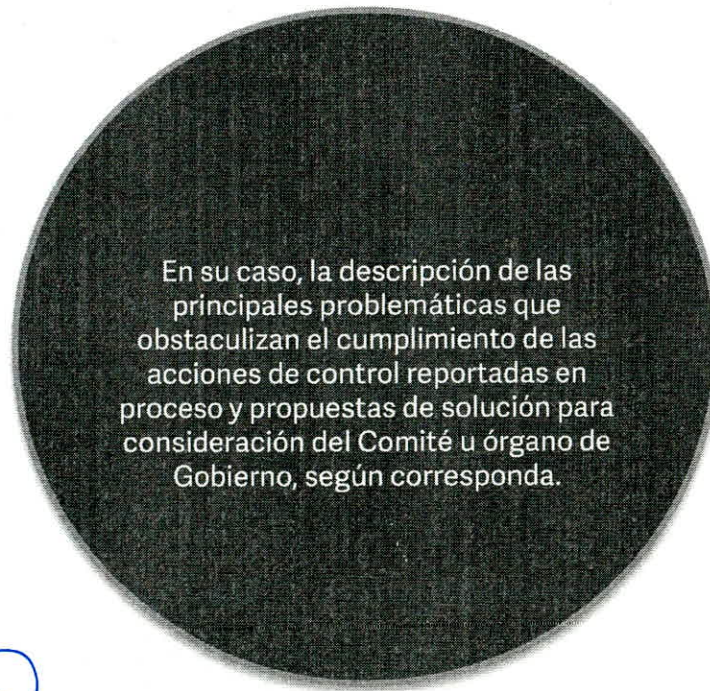 En su caso, la descripción de las
principales problemáticas que
obstaculizan el cumplimiento de las
acciones de control reportadas en
proceso y propuestas de solución para
consideración del Comité u órgano de
Gobierno, según corresponda.